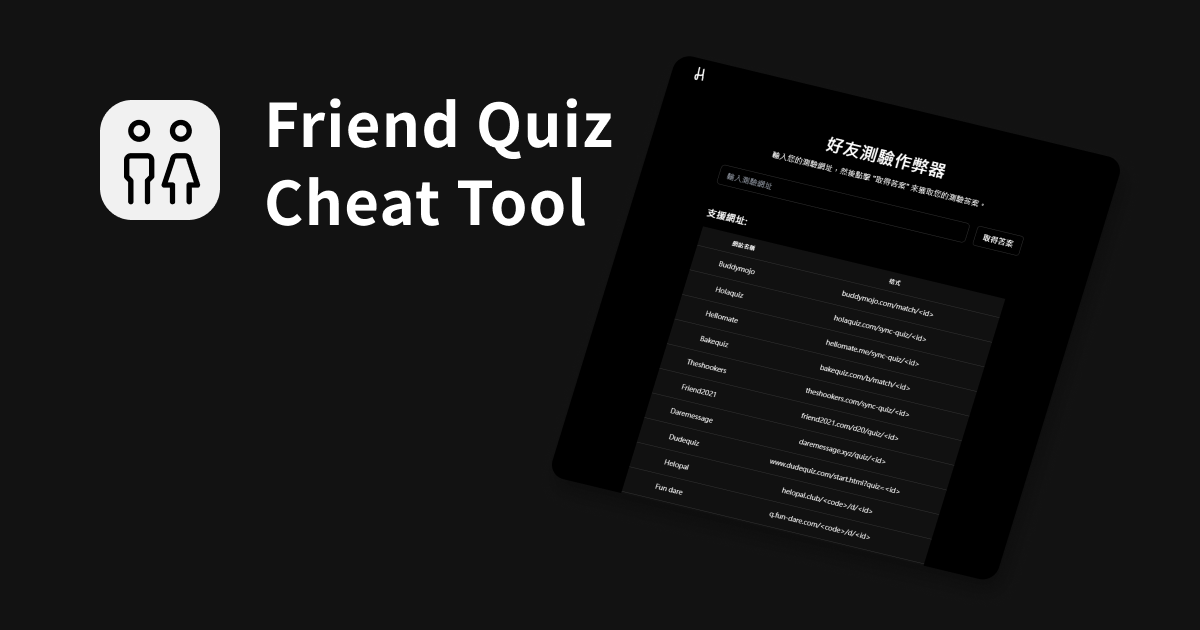 Friend Quiz
Cheat Tool
好友測驗作弊器
輸入您的測驗網址，然後點擊 "取得答案" 來獲取您的測驗答案。
輸入測驗網址
取得答案
支援網址:
網站名稱 格式
Buddymojo buddymojo.com/match/<id>
Holaquiz holaquiz.com/sync-quiz/<id>
Hellomate hellomate.me/sync-quiz/<id>
Bakequiz bakequiz.com/b/match/<id>
Theshookers theshookers.com/sync-quiz/<id>
Friend2021 friend2021.com/d20/quiz/<id>
Daremessage daremessage.xyz/quiz/<id>
Dudequiz www.dudequiz.com/start.html?quiz=<id>
Helopal helopal.club/<code>/d/<id>
Fun dare q.fun-dare.com/<code>/d/<id>